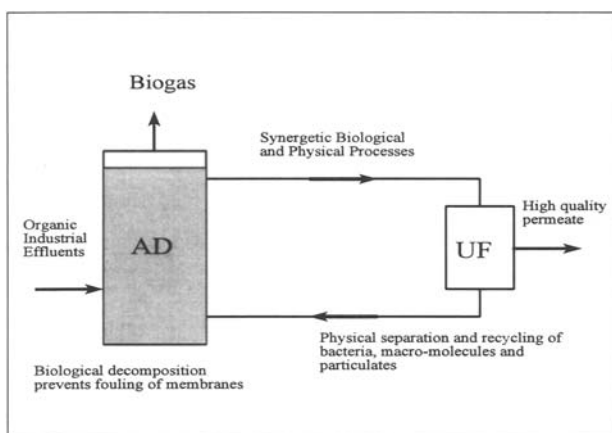 Biogas
Synergetic Biological
and Physical Processes
Organic
Industrial
Effluents
AD
High quality
permeate
UF
Physical separation and recycling of
bacteria, macro-molecules and
particulates
Biological decomposition
prevents fouling of membranes